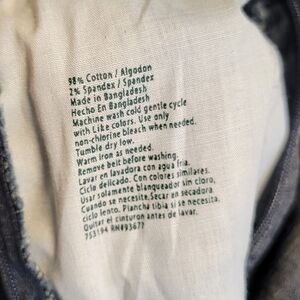 98% Cotton / Algodon
2% Spandex / Spandex
Made in Bangladesh
Hecho En Bangladesh
Machine wash cold gentle cycle
with Like colors. Use only
non-chlorine bleach when needed.
Tumble dry low.
Warm iron as needed.
Remove belt before washing.
Lavar en lavadora con agua fria.
Ciclo delicado. Con colores similares.
Usar solamente blanqueador sin cloro,
Cuando se necesite. Secar en secadora
ciclo lento. Plancha tibia si se necesita.
Quitar el cinturon antes de lavar.
753194 RN#93677